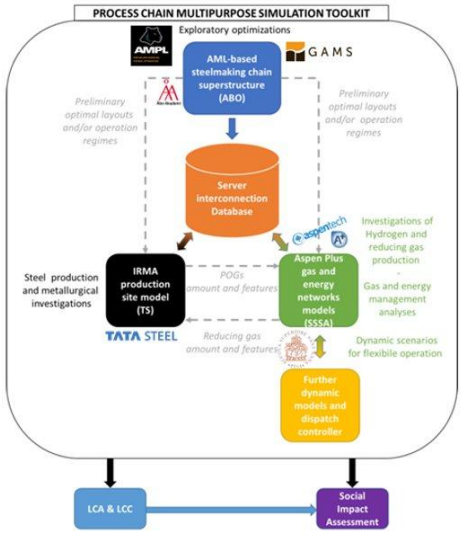 PROCESS CHAIN MULTIPURPOSE SIMULATION TOOLKIT
Exploratory optimizations
AMPL
GAMS
AML-based
steelmaking chain
superstructure
(ABO)
Åbo Akademi
Preliminary
optimal layouts
and/or operation
regimes
Preliminary
optimal layouts
and/or operation
regimes
Server
interconnection
Database
aspentech
A+
Investigations of
Hydrogen and
reducing gas
production
-
Gas and energy
management
analyses
Steel production
and metallurgical
investigations
IRMA
production
site model
(TS)
POGs
amount and features
Aspen Plus
gas and
energy
networks
models
(SSSA)
TATA STEEL
Reducing gas
amount and features
Dynamic scenarios
for flexibile operation
Further
dynamic
models and
dispatch
controller
LCA & LCC
Social
Impact
Assessment